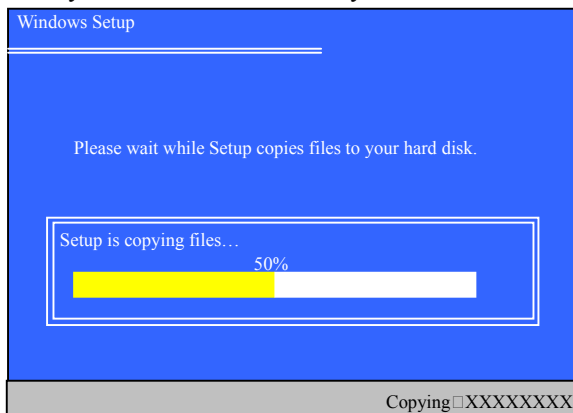 Windows Setup
Please wait while Setup copies files to your hard disk.
Setup is copying files…
50%
Copying□XXXXXXXX